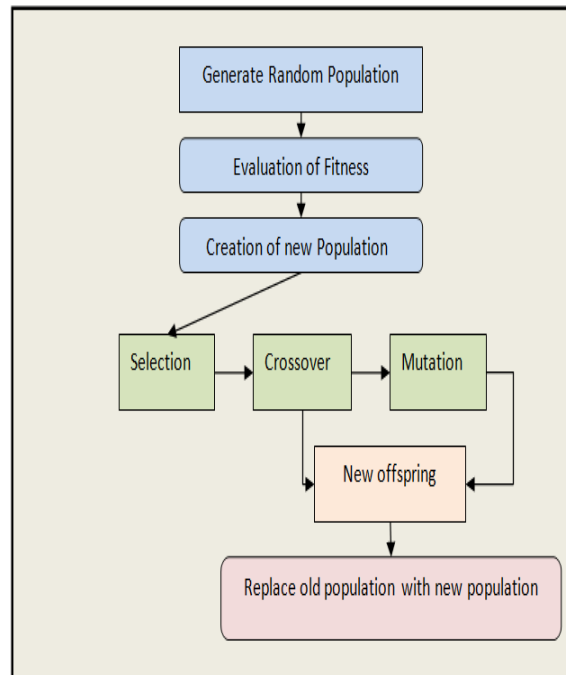 Generate Random Population
Evaluation of Fitness
Creation of new Population
Selection
Crossover
Mutation
New offspring
Replace old population with new population